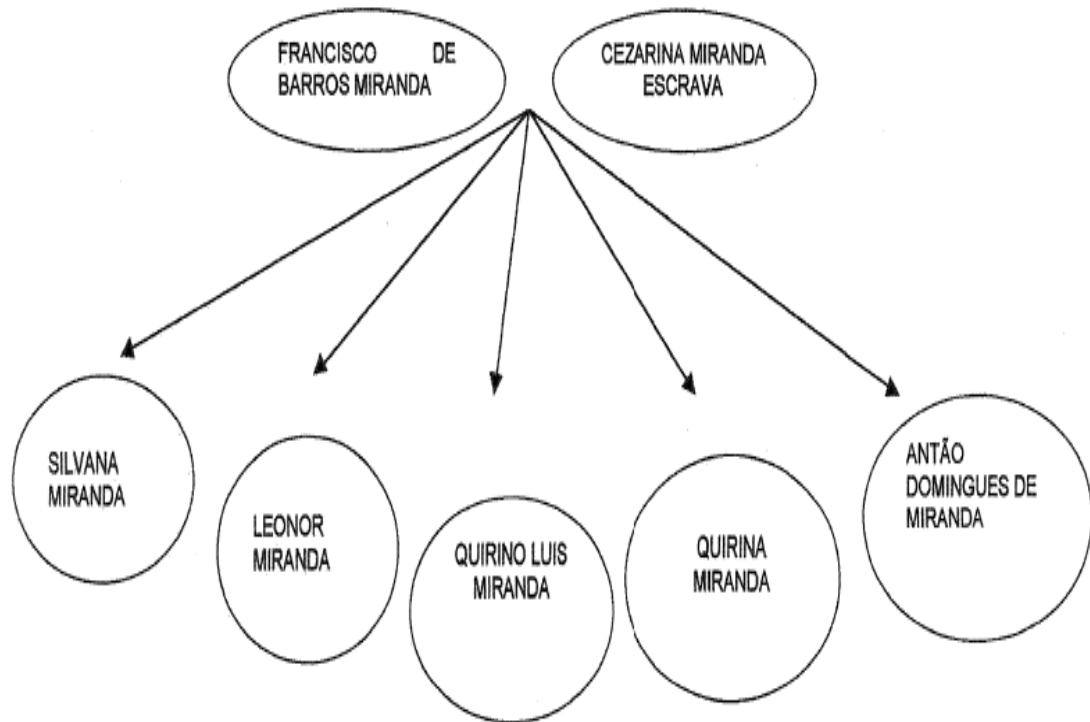 FRANCISCO DE
BARROS MIRANDA
CEZARINA MIRANDA
ESCRAVA
SILVANA
MIRANDA
LEONOR
MIRANDA
QUIRINO LUIS
MIRANDA
QUIRINA
MIRANDA
ANTÃO
DOMINGUES DE
MIRANDA